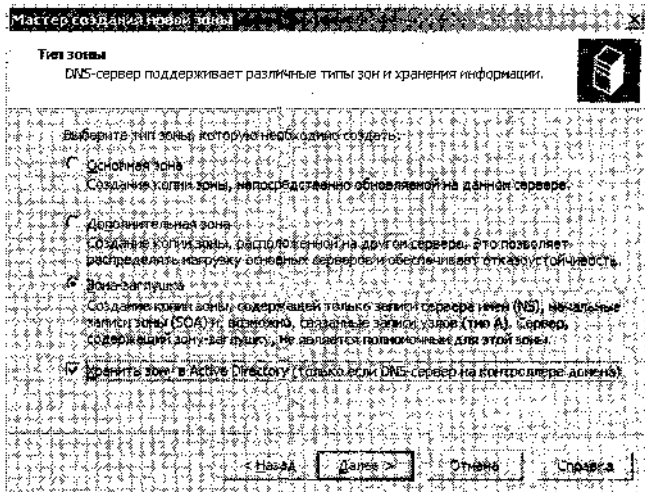 Мастер создания новой зоны
Тип зоны
DNS-сервер поддерживает различные типы зон и хранения информации.
Выберите тип зоны, которую необходимо создать:
Основная зона
Создание копии зоны, непосредственно обновляемой на данном сервере.
Дополнительная зона
Создание копии зоны, расположенной на другом сервере. Это позволяет
распределять нагрузку основных серверов и обеспечивает отказоустойчивость.
Зона-заглушка
Создание копии зоны, содержащей только записи сервера имен (NS), начальные
записи зоны (SOA) и, возможно, связанные записи узлов (тип A). Сервер,
содержащий зону-заглушку, не является полномочным для этой зоны.
Хранить зону в Active Directory (только если DNS-сервер на контроллере домена)
< Назад
Далее >
Отмена
Справка